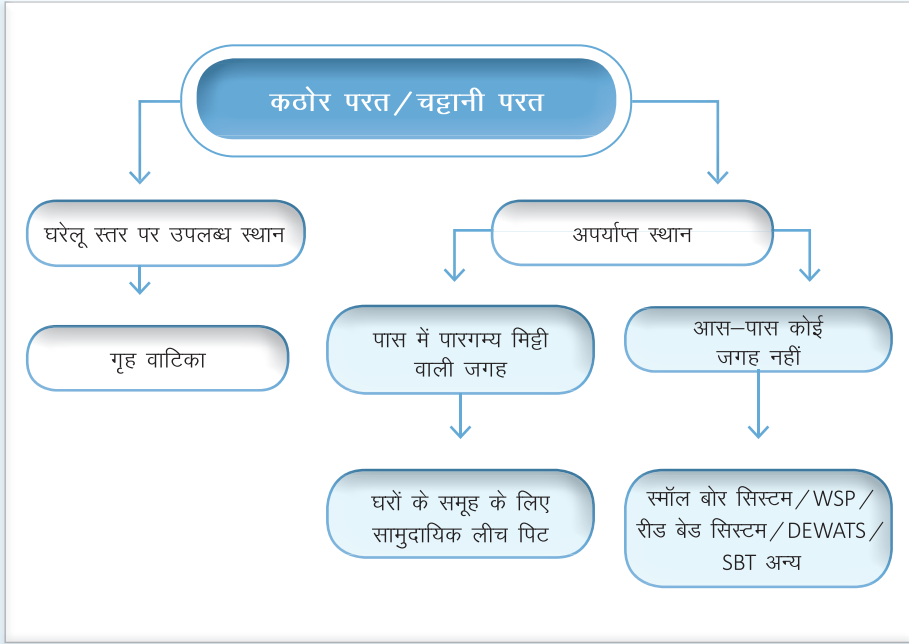 कठोर परत/चट्टानी परत
घरेलू स्तर पर उपलब्ध स्थान
अपर्याप्त स्थान
गृह वाटिका
पास में पारगम्य मिट्टी
वाली जगह
आस–पास कोई
जगह नहीं
घरों के समूह के लिए
सामुदायिक लीच पिट
स्मॉल बोर सिस्टम/WSP/
रीड बेड सिस्टम/DEWATS/
SBT अन्य